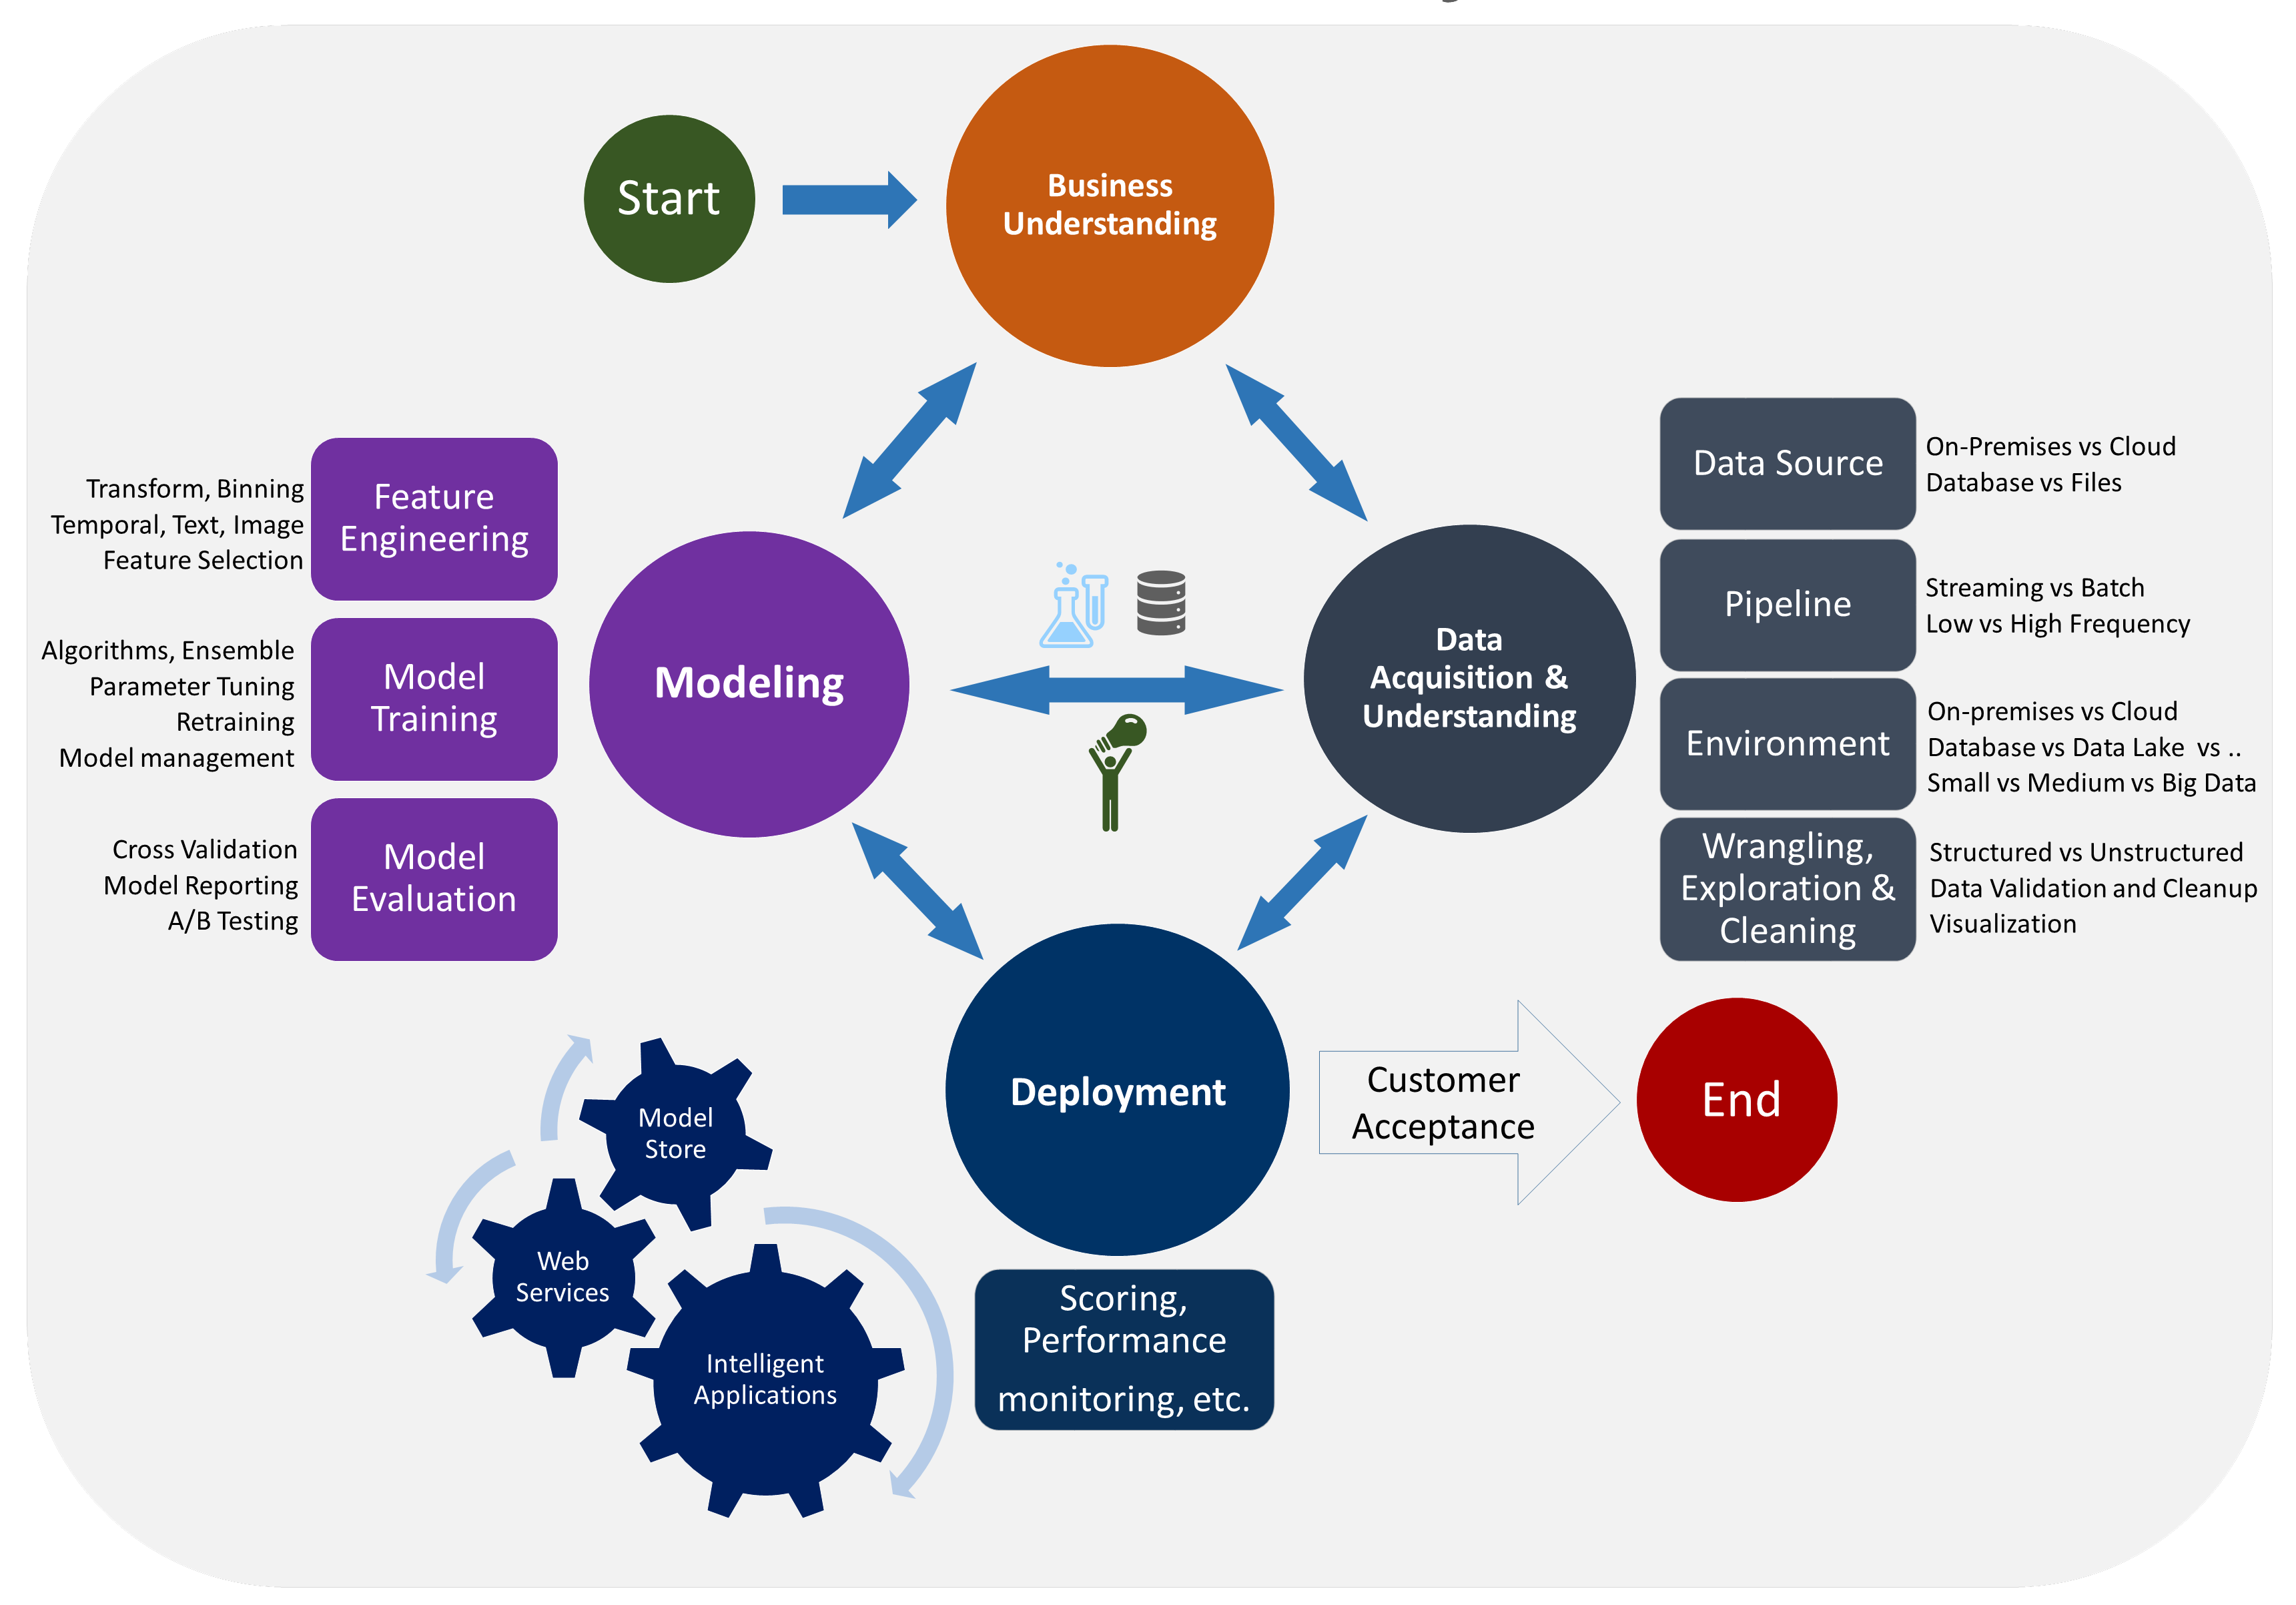 Start
Business
Understanding
Transform, Binning
Temporal, Text, Image
Feature Selection
Feature
Engineering
Algorithms, Ensemble
Parameter Tuning
Retraining
Model management
Model
Training
Cross Validation
Model Reporting
A/B Testing
Model
Evaluation
Modeling
Data
Acquisition &
Understanding
Data Source
On-Premises vs Cloud
Database vs Files
Pipeline
Streaming vs Batch
Low vs High Frequency
Environment
On-premises vs Cloud
Database vs Data Lake  vs ..
Small vs Medium vs Big Data
Wrangling,
Exploration &
Cleaning
Structured vs Unstructured
Data Validation and Cleanup
Visualization
Deployment
Customer
Acceptance
End
Model
Store
Web
Services
Intelligent
Applications
Scoring,
Performance
monitoring, etc.